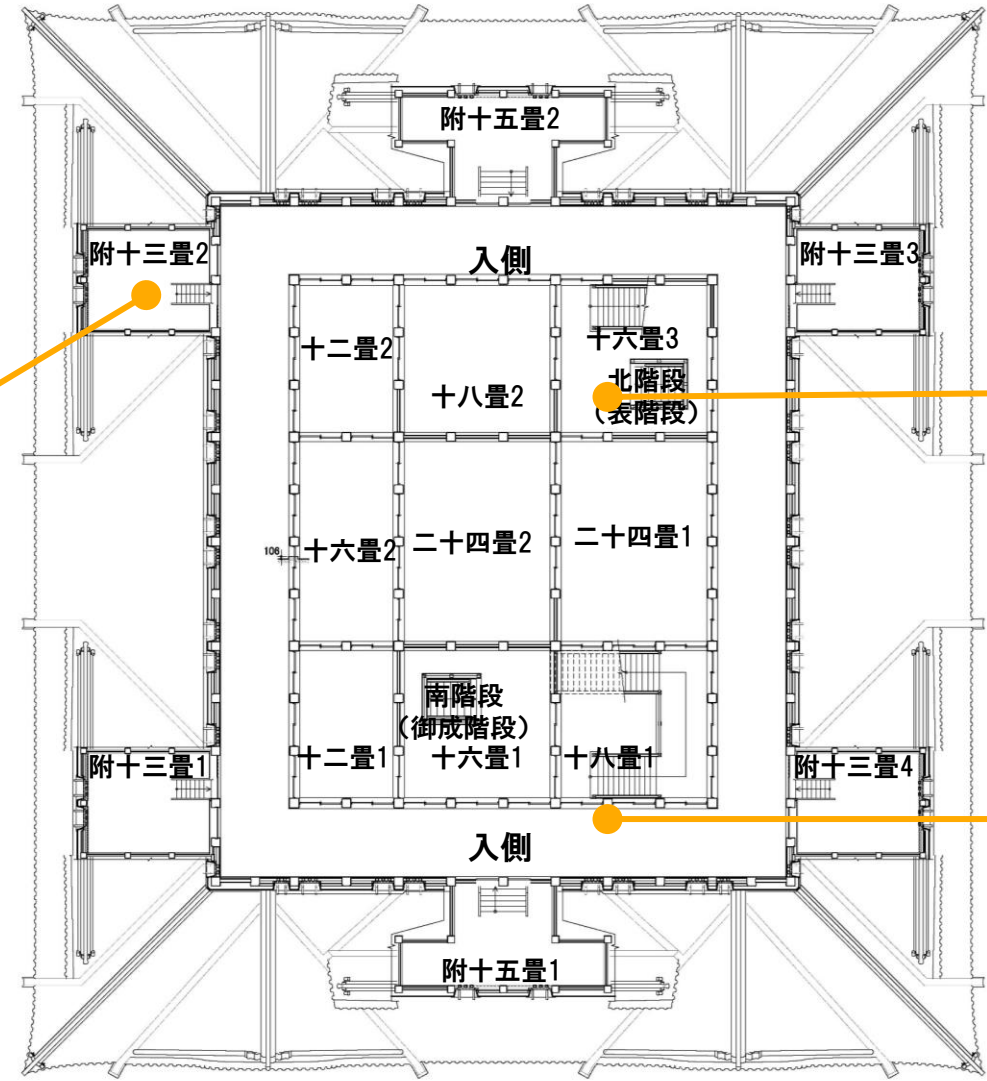 附十五畳2
附十三畳2
入側
附十三畳3
十二畳2
十八畳2
十六畳3
北階段
（表階段）
106
十六畳2
二十四畳2
二十四畳1
南階段
（御成階段）
十二畳1
十六畳1
十八畳1
附十三畳1
附十三畳4
入側
附十五畳1